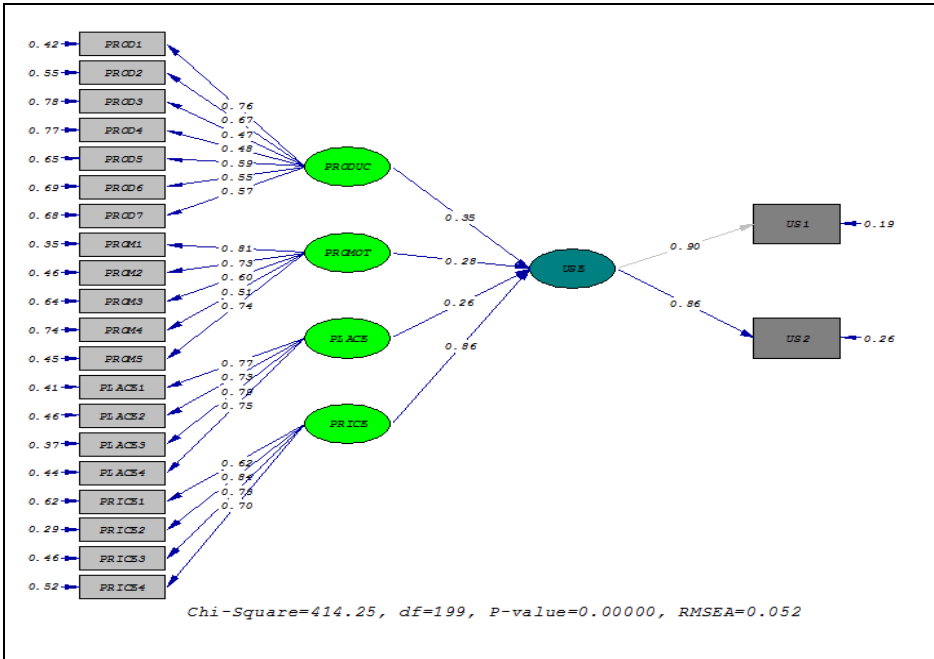 0.42 PROD1
0.55 PROD2
0.78 PROD3
0.77 PROD4
0.65 PROD5
0.69 PROD6
0.68 PROD7
0.35 PROM1
0.46 PROM2
0.64 PROM3
0.74 PROM4
0.45 PROM5
0.41 PLACE1
0.46 PLACE2
0.37 PLACE3
0.44 PLACE4
0.62 PRICE1
0.29 PRICE2
0.46 PRICE3
0.52 PRICE4
0.76
0.67
0.47
0.48
0.59
0.55
0.57
0.81
0.73
0.60
0.51
0.74
0.77
0.73
0.79
0.75
0.62
0.84
0.73
0.70
PRODUC
PROMOT
PLACE
PRICE
0.35
0.28
0.26
0.86
USE
0.90
0.86
US1 0.19
US2 0.26
Chi-Square=414.25, df=199, P-value=0.00000, RMSEA=0.052